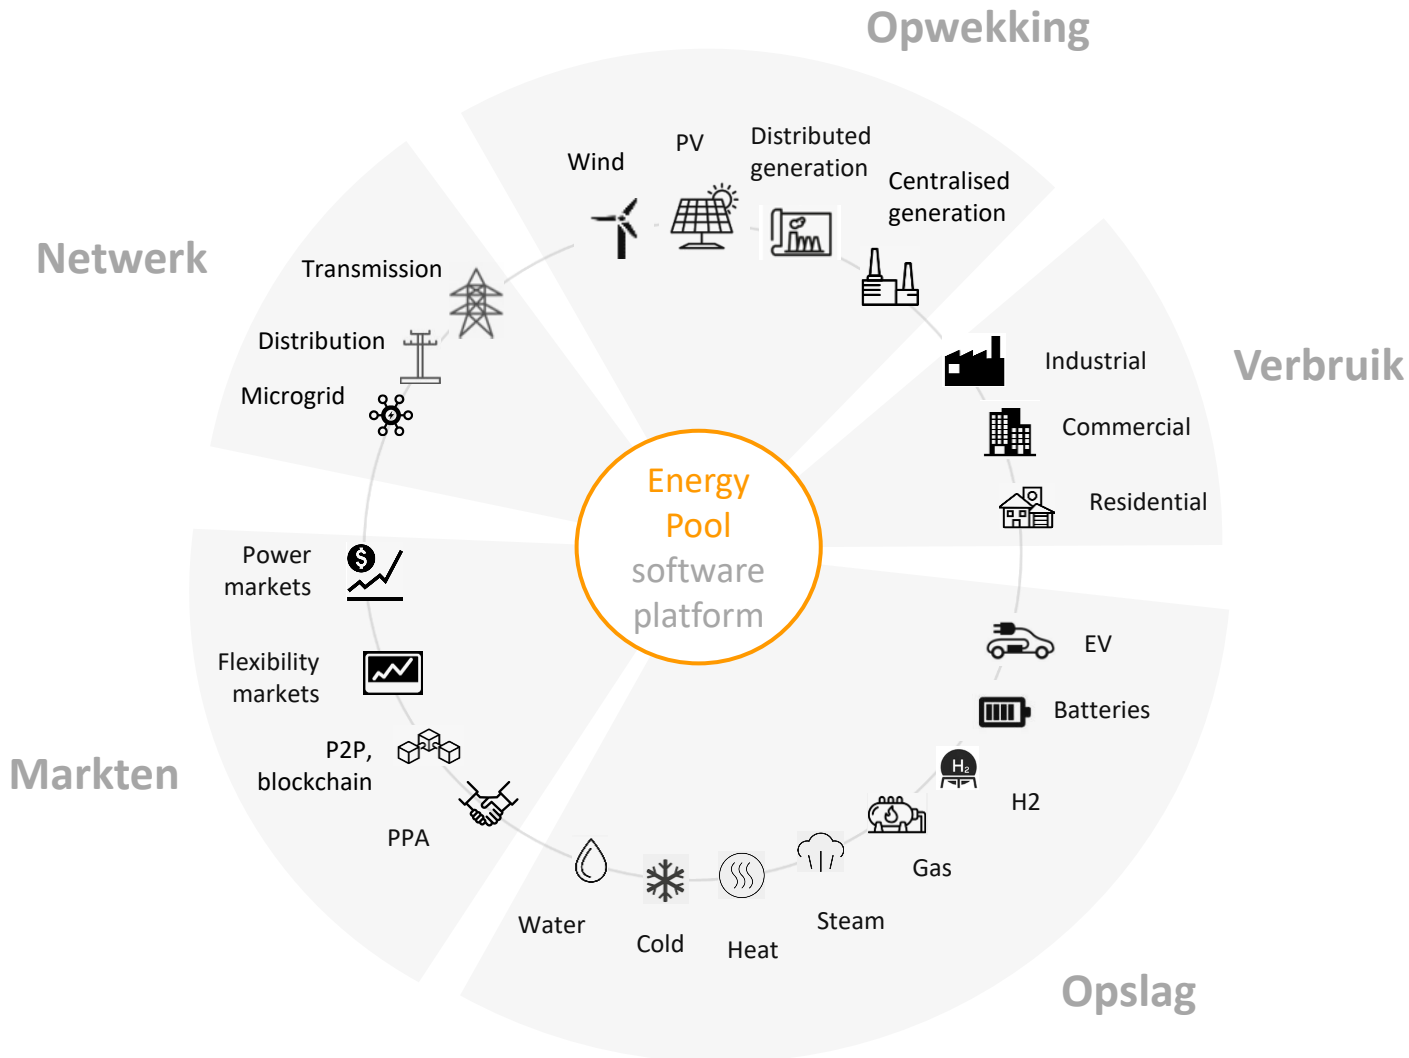 Opwekking
Wind
PV
Distributed
generation
Centralised
generation
Netwerk
Transmission
Distribution
Microgrid
Verbruik
Industrial
Commercial
Residential
Energy
Pool
software
platform
Markten
Power
markets
Flexibility
markets
P2P,
blockchain
PPA
Opslag
EV
Batteries
H2
H2
Gas
Steam
Heat
Cold
Water